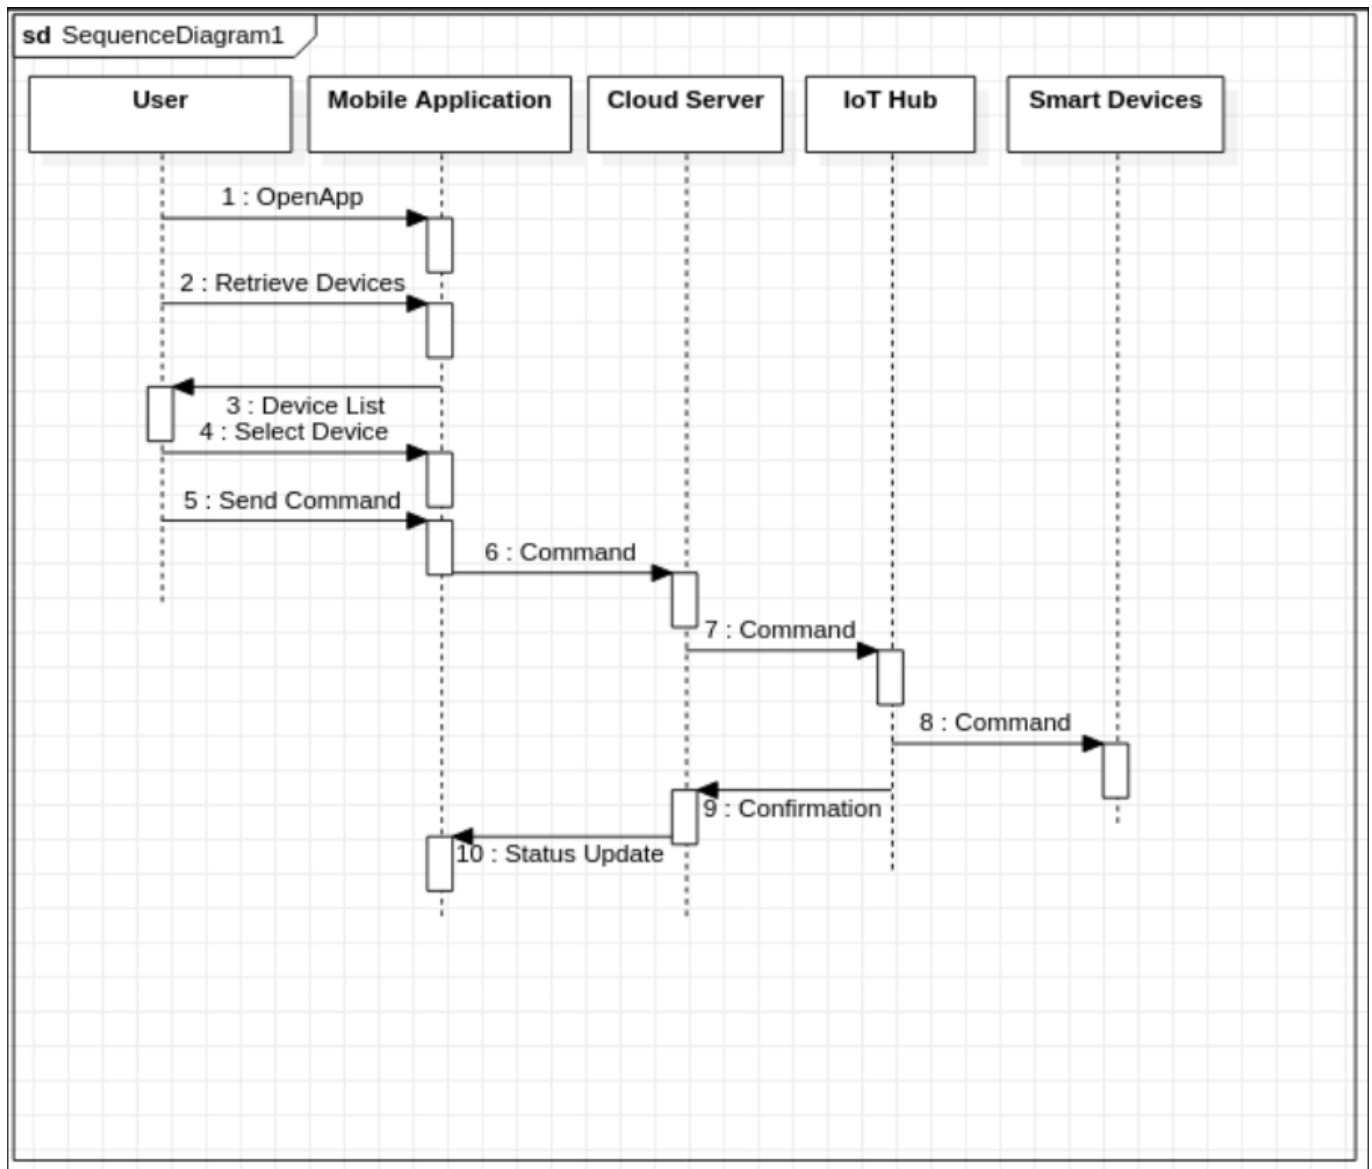 sd SequenceDiagram1
User
Mobile Application
Cloud Server
IoT Hub
Smart Devices
1 : OpenApp
2 : Retrieve Devices
3 : Device List
4 : Select Device
5 : Send Command
6 : Command
7 : Command
8 : Command
9 : Confirmation
10 : Status Update